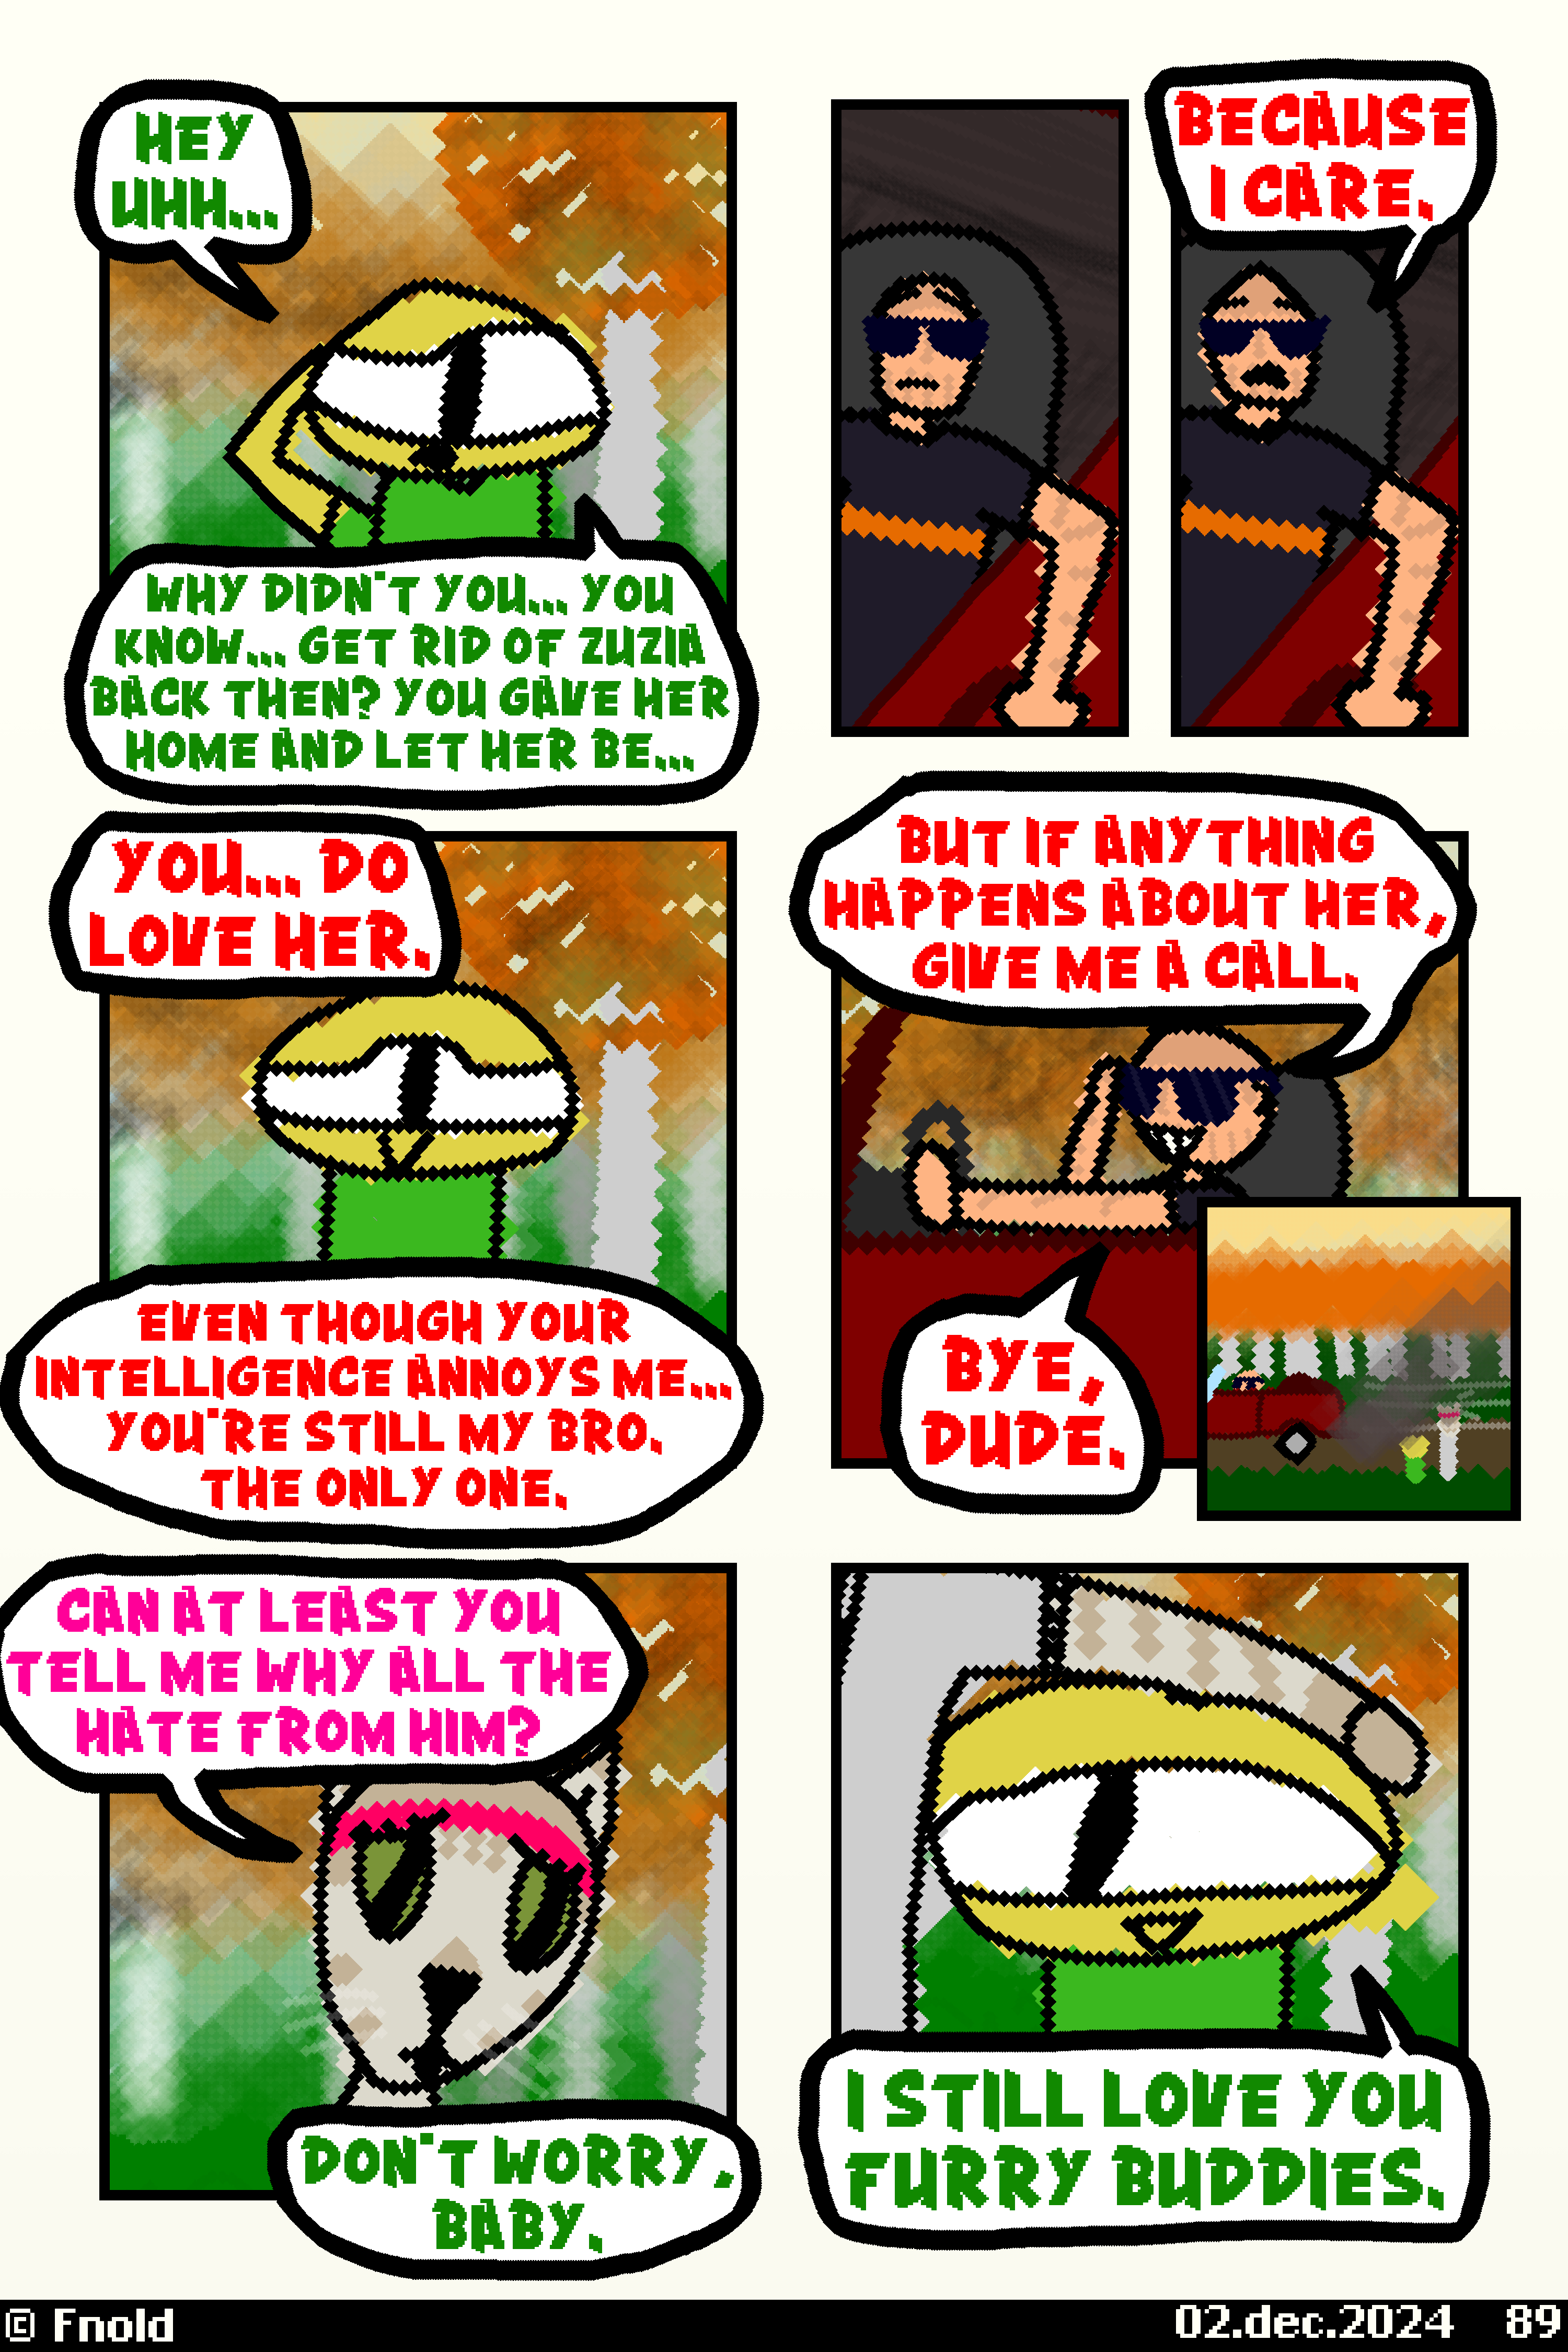 HEY
UHH...
WHY DIDN'T YOU... YOU
KNOW... GET RID OF ZUZIA
BACK THEN? YOU GAVE HER
HOME AND LET HER BE...
BECAUSE
I CARE.
YOU... DO
LOVE HER.
EVEN THOUGH YOUR
INTELLIGENCE ANNOYS ME...
YOU'RE STILL MY BRO.
THE ONLY ONE.
BUT IF ANYTHING
HAPPENS ABOUT HER,
GIVE ME A CALL.
BYE,
DUDE.
CAN AT LEAST YOU
TELL ME WHY ALL THE
HATE FROM HIM?
DON'T WORRY,
BABY.
I STILL LOVE YOU
FURRY BUDDIES.
© Fnold
02.dec.2024 89